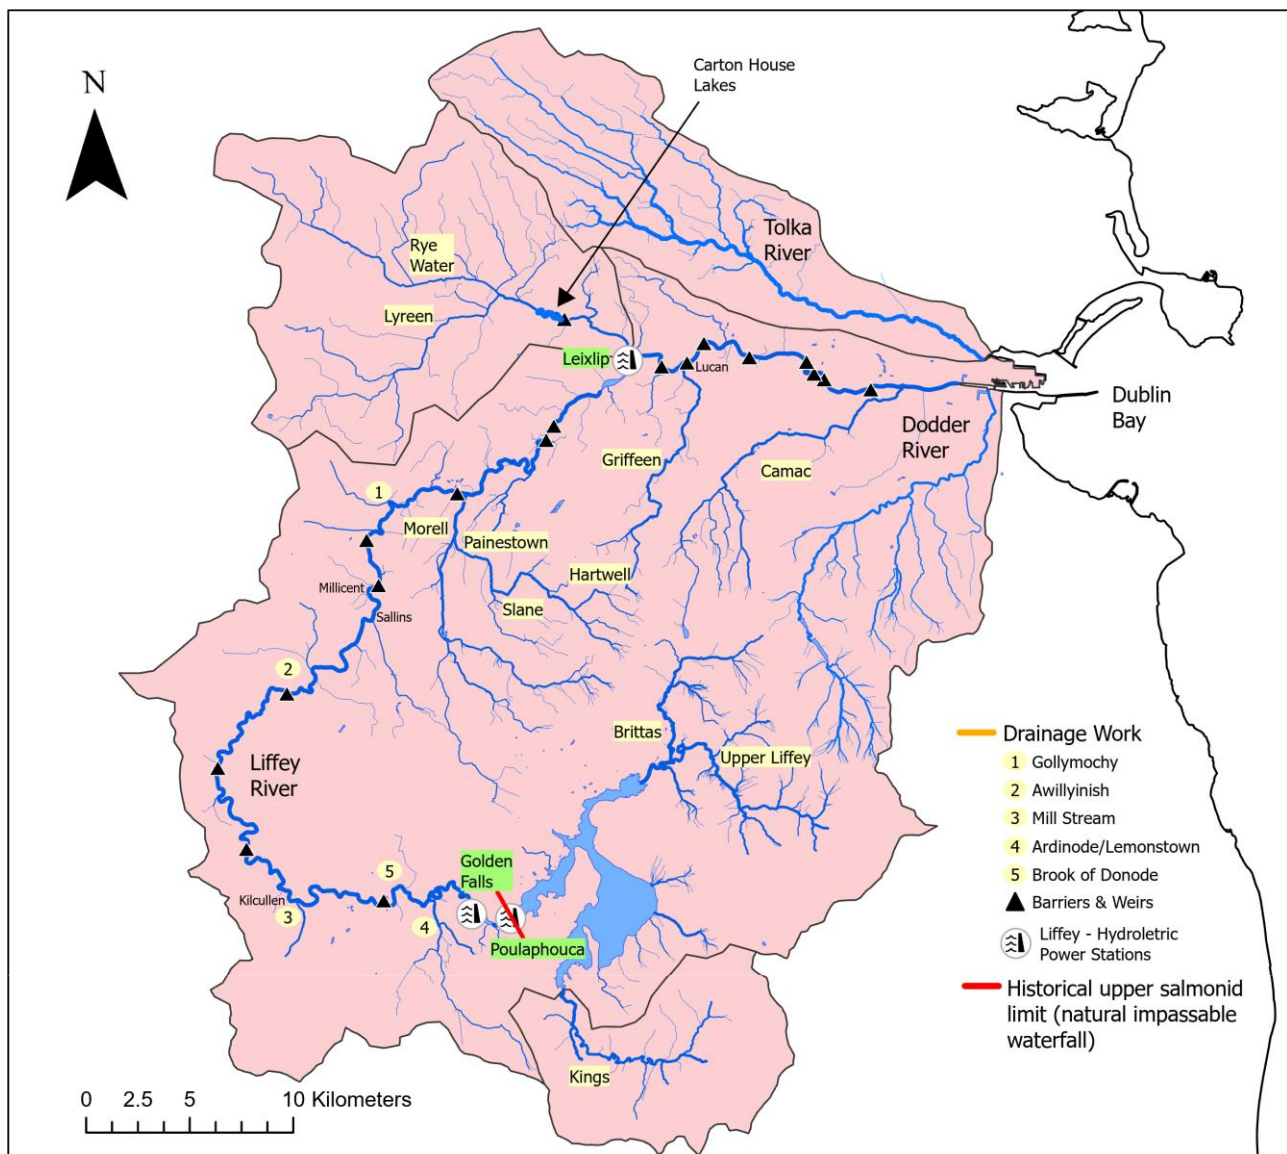 N
Carton House
Lakes
Tolka
River
Rye
Water
Lyreen
Leixlip
Lucan
Dublin
Bay
Dodder
River
Griffeen
Camac
1
Morell
Painestown
Hartwell
Millicent
Slane
Sallins
2
Brittas
Upper Liffey
Liffey
River
Golden
Falls
5
Kilcullen
3
4
Poulaphouca
Kings
Drainage Work
1 Gollymochy
2 Awillyinish
3 Mill Stream
4 Ardinode/Lemonstown
5 Brook of Donode
Barriers & Weirs
Liffey - Hydroletric
Power Stations
Historical upper salmonid
limit (natural impassable
waterfall)
0 2.5 5 10 Kilometers